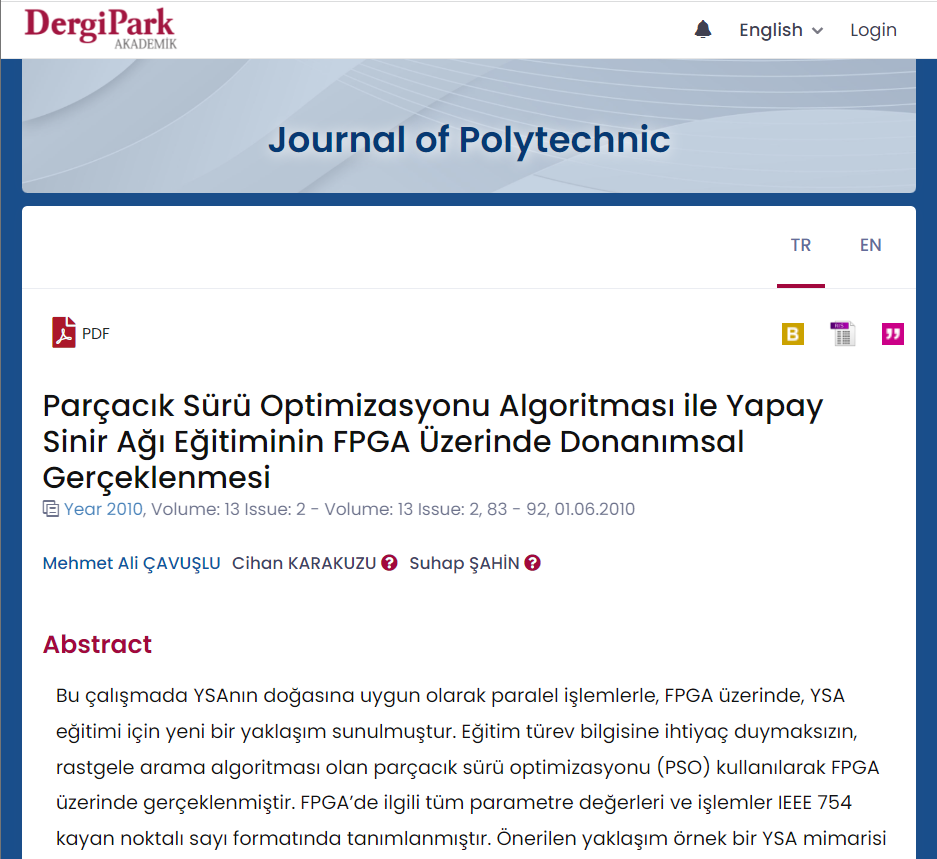 DergiPark
AKADEMİK
English
Login
Journal of Polytechnic
TR
EN
PDF
B
RIS
Parçacık Sürü Optimizasyonu Algoritması ile Yapay
Sinir Ağı Eğitiminin FPGA Üzerinde Donanımsal
Gerçeklenmesi
Year 2010, Volume: 13 Issue: 2 - Volume: 13 Issue: 2, 83 - 92, 01.06.2010
Mehmet Ali ÇAVUŞLU Cihan KARAKUZU ? Suhap ŞAHİN ?
Abstract
Bu çalışmada YSAnın doğasına uygun olarak paralel işlemlerle, FPGA üzerinde, YSA
eğitimi için yeni bir yaklaşım sunulmuştur. Eğitim türev bilgisine ihtiyaç duymaksızın,
rastgele arama algoritması olan parçacık sürü optimizasyonu (PSO) kullanılarak FPGA
üzerinde gerçeklenmiştir. FPGA’de ilgili tüm parametre değerleri ve işlemler IEEE 754
kayan noktalı sayı formatında tanımlanmıştır. Önerilen yaklaşım örnek bir YSA mimarisi